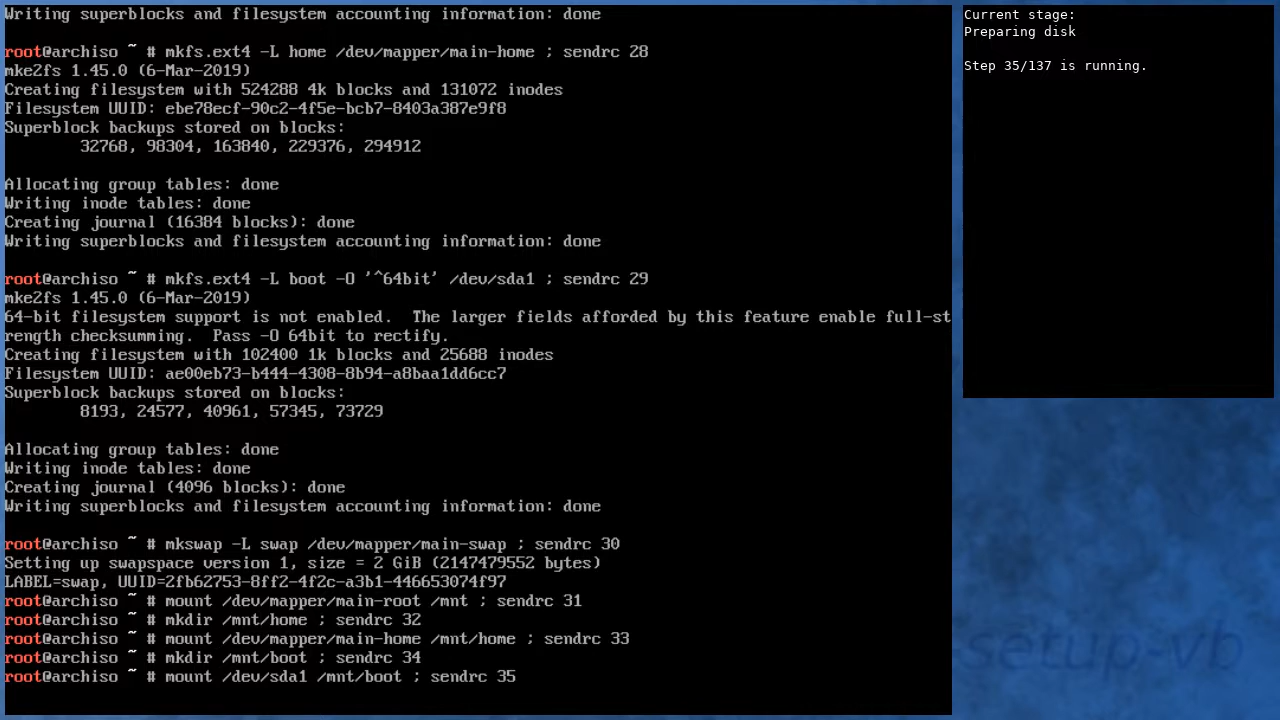 Writing superblocks and filesystem accounting information: done
root@archiso ~ # mkfs.ext4 -L home /dev/mapper/main-home ; sendrc 28
mke2fs 1.45.0 (6-Mar-2019)
Creating filesystem with 524288 4k blocks and 131072 inodes
Filesystem UUID: ebe78ecf-90c2-4f5e-bcb7-8403a387e9f8
Superblock backups stored on blocks:
        32768, 98304, 163840, 229376, 294912
Allocating group tables: done
Writing inode tables: done
Creating journal (16384 blocks): done
Writing superblocks and filesystem accounting information: done
root@archiso ~ # mkfs.ext4 -L boot -O '^64bit' /dev/sda1 ; sendrc 29
mke2fs 1.45.0 (6-Mar-2019)
64-bit filesystem support is not enabled.  The larger fields afforded by this feature enable full-st
rength checksumming.  Pass -O 64bit to rectify.
Creating filesystem with 102400 1k blocks and 25688 inodes
Filesystem UUID: ae00eb73-b444-4308-8b94-a8baa1dd6cc7
Superblock backups stored on blocks:
        8193, 24577, 40961, 57345, 73729
Allocating group tables: done
Writing inode tables: done
Creating journal (4096 blocks): done
Writing superblocks and filesystem accounting information: done
root@archiso ~ # mkswap -L swap /dev/mapper/main-swap ; sendrc 30
Setting up swapspace version 1, size = 2 GiB (2147479552 bytes)
LABEL=swap, UUID=2fb62753-8ff2-4f2c-a3b1-446653074f97
root@archiso ~ # mount /dev/mapper/main-root /mnt ; sendrc 31
root@archiso ~ # mkdir /mnt/home ; sendrc 32
root@archiso ~ # mount /dev/mapper/main-home /mnt/home ; sendrc 33
root@archiso ~ # mkdir /mnt/boot ; sendrc 34
root@archiso ~ # mount /dev/sda1 /mnt/boot ; sendrc 35
Current stage:
Preparing disk
Step 35/137 is running.
setup-vb